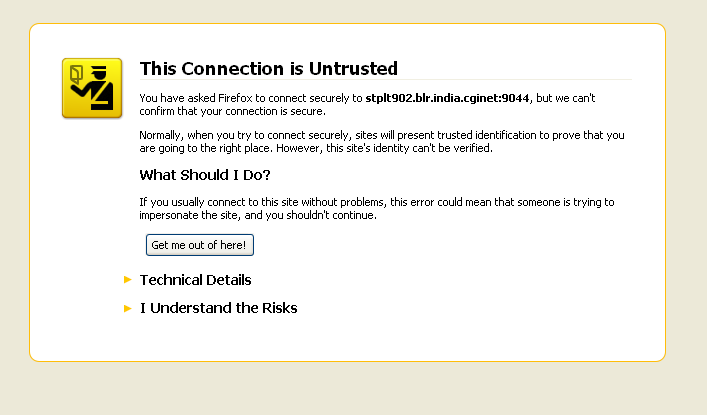 This Connection is Untrusted
You have asked Firefox to connect securely to stplt902.blr.india.cginet:9044, but we can't
confirm that your connection is secure.
Normally, when you try to connect securely, sites will present trusted identification to prove that you
are going to the right place. However, this site's identity can't be verified.
What Should I Do?
If you usually connect to this site without problems, this error could mean that someone is trying to
impersonate the site, and you shouldn't continue.
Get me out of here!
Technical Details
I Understand the Risks